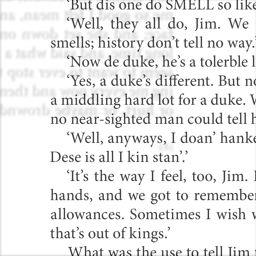 'But dis one do SMELL so like
'Well, they all do, Jim. We
smells; history don't tell no way.'
'Now de duke, he's a tolerble l
'Yes, a duke's different. But no
a middling hard lot for a duke. W
no near-sighted man could tell h
'Well, anyways, I doan' hanke
Dese is all I kin stan'.'
'It's the way I feel, too, Jim.
hands, and we got to remember
allowances. Sometimes I wish w
that's out of kings.'
What was the use to tell Jim